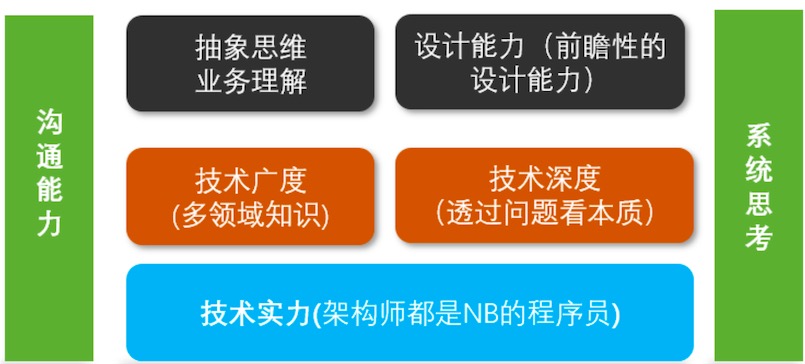 沟通能力
抽象思维
业务理解
设计能力（前瞻性的
设计能力）
技术广度
(多领域知识)
技术深度
（透过问题看本质）
技术实力(架构师都是NB的程序员)
系统思考